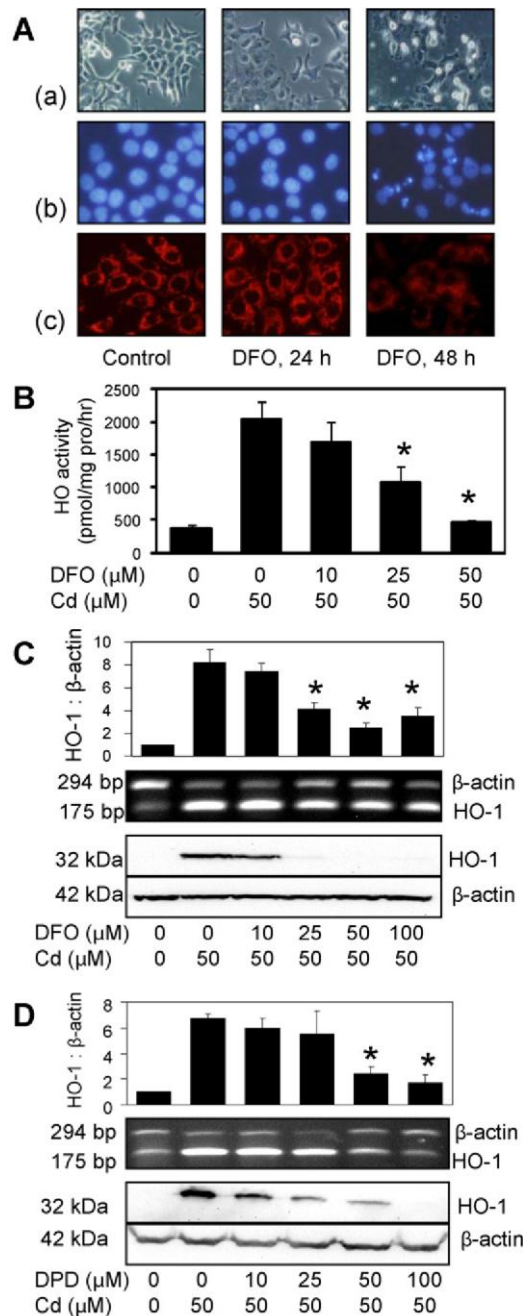 A
(a)
(b)
(c)
Control DFO, 24 h DFO, 48 h
B
HO activity
(pmol/mg pro/hr)
2500
2000
1500
1000
500
0
* *
DFO (μM) 0 0 10 25 50
Cd (μM) 0 50 50 50 50
C
HO-1 : β-actin
10
8
6
4
2
0
* * *
294 bp β-actin
175 bp HO-1
32 kDa HO-1
42 kDa β-actin
DFO (μM) 0 0 10 25 50 100
Cd (μM) 0 50 50 50 50 50
D
HO-1 : β-actin
8
6
4
2
0
* *
294 bp β-actin
175 bp HO-1
32 kDa HO-1
42 kDa β-actin
DPD (μM) 0 0 10 25 50 100
Cd (μM) 0 50 50 50 50 50